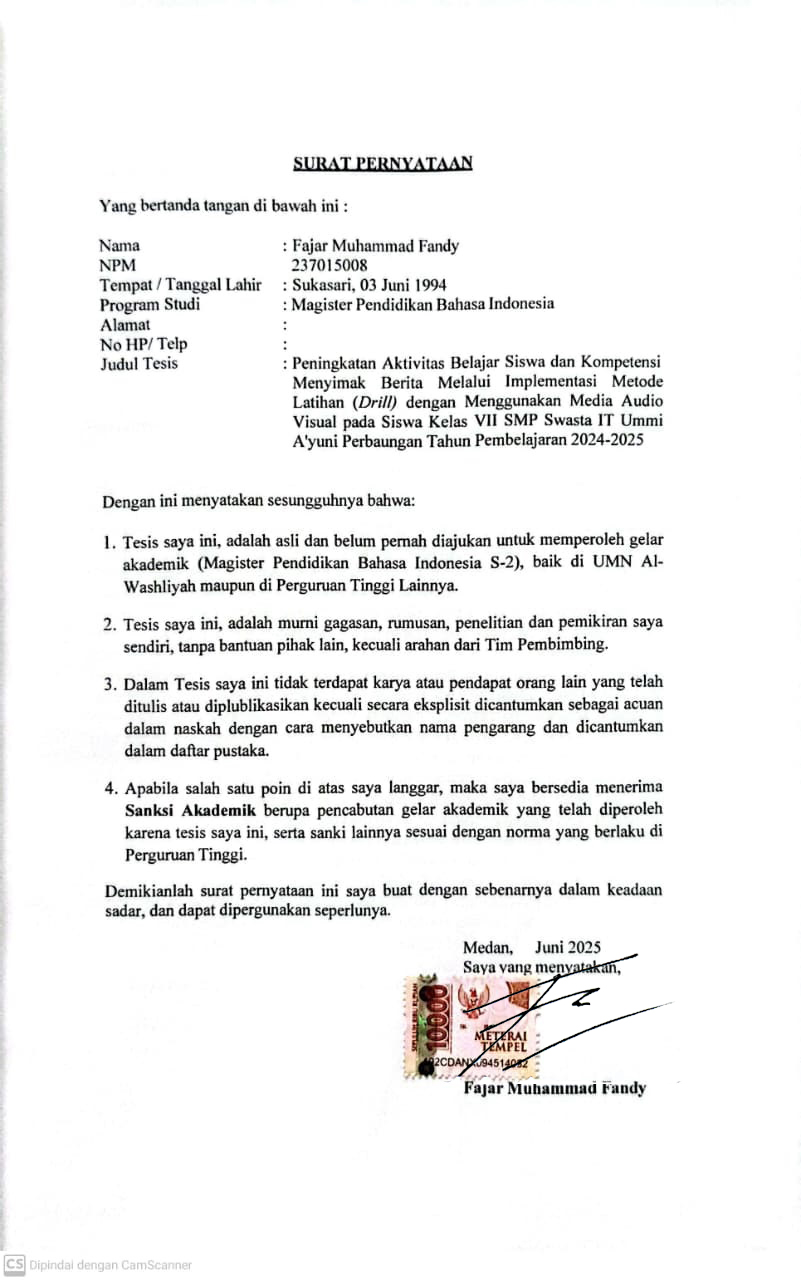 SURAT PERNYATAAN
Yang bertanda tangan di bawah ini :
Nama : Fajar Muhammad Fandy
NPM 237015008
Tempat / Tanggal Lahir : Sukasari, 03 Juni 1994
Program Studi : Magister Pendidikan Bahasa Indonesia
Alamat :
No HP/ Telp :
Judul Tesis : Peningkatan Aktivitas Belajar Siswa dan Kompetensi
Menyimak Berita Melalui Implementasi Metode
Latihan (Drill) dengan Menggunakan Media Audio
Visual pada Siswa Kelas VII SMP Swasta IT Ummi
A'yuni Perbaungan Tahun Pembelajaran 2024-2025
Dengan ini menyatakan sesungguhnya bahwa:
1. Tesis saya ini, adalah asli dan belum pernah diajukan untuk memperoleh gelar
akademik (Magister Pendidikan Bahasa Indonesia S-2), baik di UMN Al-
Washliyah maupun di Perguruan Tinggi Lainnya.
2. Tesis saya ini, adalah murni gagasan, rumusan, penelitian dan pemikiran saya
sendiri, tanpa bantuan pihak lain, kecuali arahan dari Tim Pembimbing.
3. Dalam Tesis saya ini tidak terdapat karya atau pendapat orang lain yang telah
ditulis atau diplublikasikan kecuali secara eksplisit dicantumkan sebagai acuan
dalam naskah dengan cara menyebutkan nama pengarang dan dicantumkan
dalam daftar pustaka.
4. Apabila salah satu poin di atas saya langgar, maka saya bersedia menerima
Sanksi Akademik berupa pencabutan gelar akademik yang telah diperoleh
karena tesis saya ini, serta sanki lainnya sesuai dengan norma yang berlaku di
Perguruan Tinggi.
Demikianlah surat pernyataan ini saya buat dengan sebenarnya dalam keadaan
sadar, dan dapat dipergunakan seperlunya.
Medan, Juni 2025
Saya yang menyatakan,
SEPULUH RIBU RUPIAH
10000
METERAI
TEMPEL
Fajar Muhammad Fandy
CS Dipindai dengan CamScanner